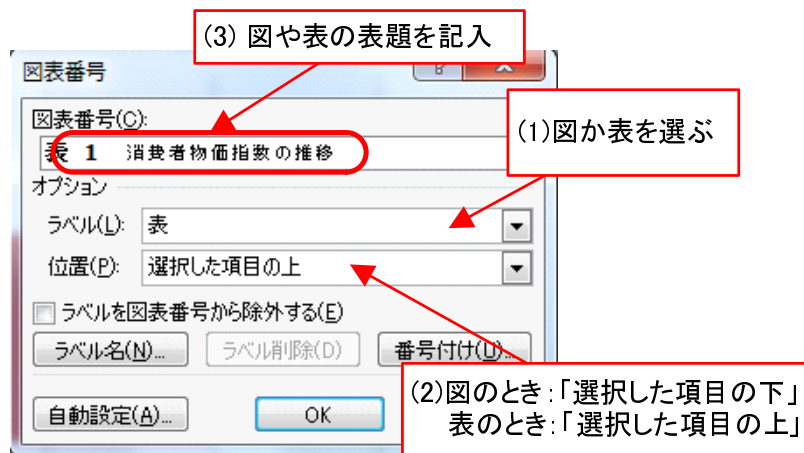 (3) 図や表の表題を記入
図表番号
図表番号(C):
表 1 消費者物価指数の推移
(1)図か表を選ぶ
オプション
ラベル(L): 表
位置(P): 選択した項目の上
ラベルを図表番号から除外する(E)
ラベル名(N)... ラベル削除(D) 番号付け(U)...
(2)図のとき:「選択した項目の下」
表のとき:「選択した項目の上」
自動設定(A)... OK